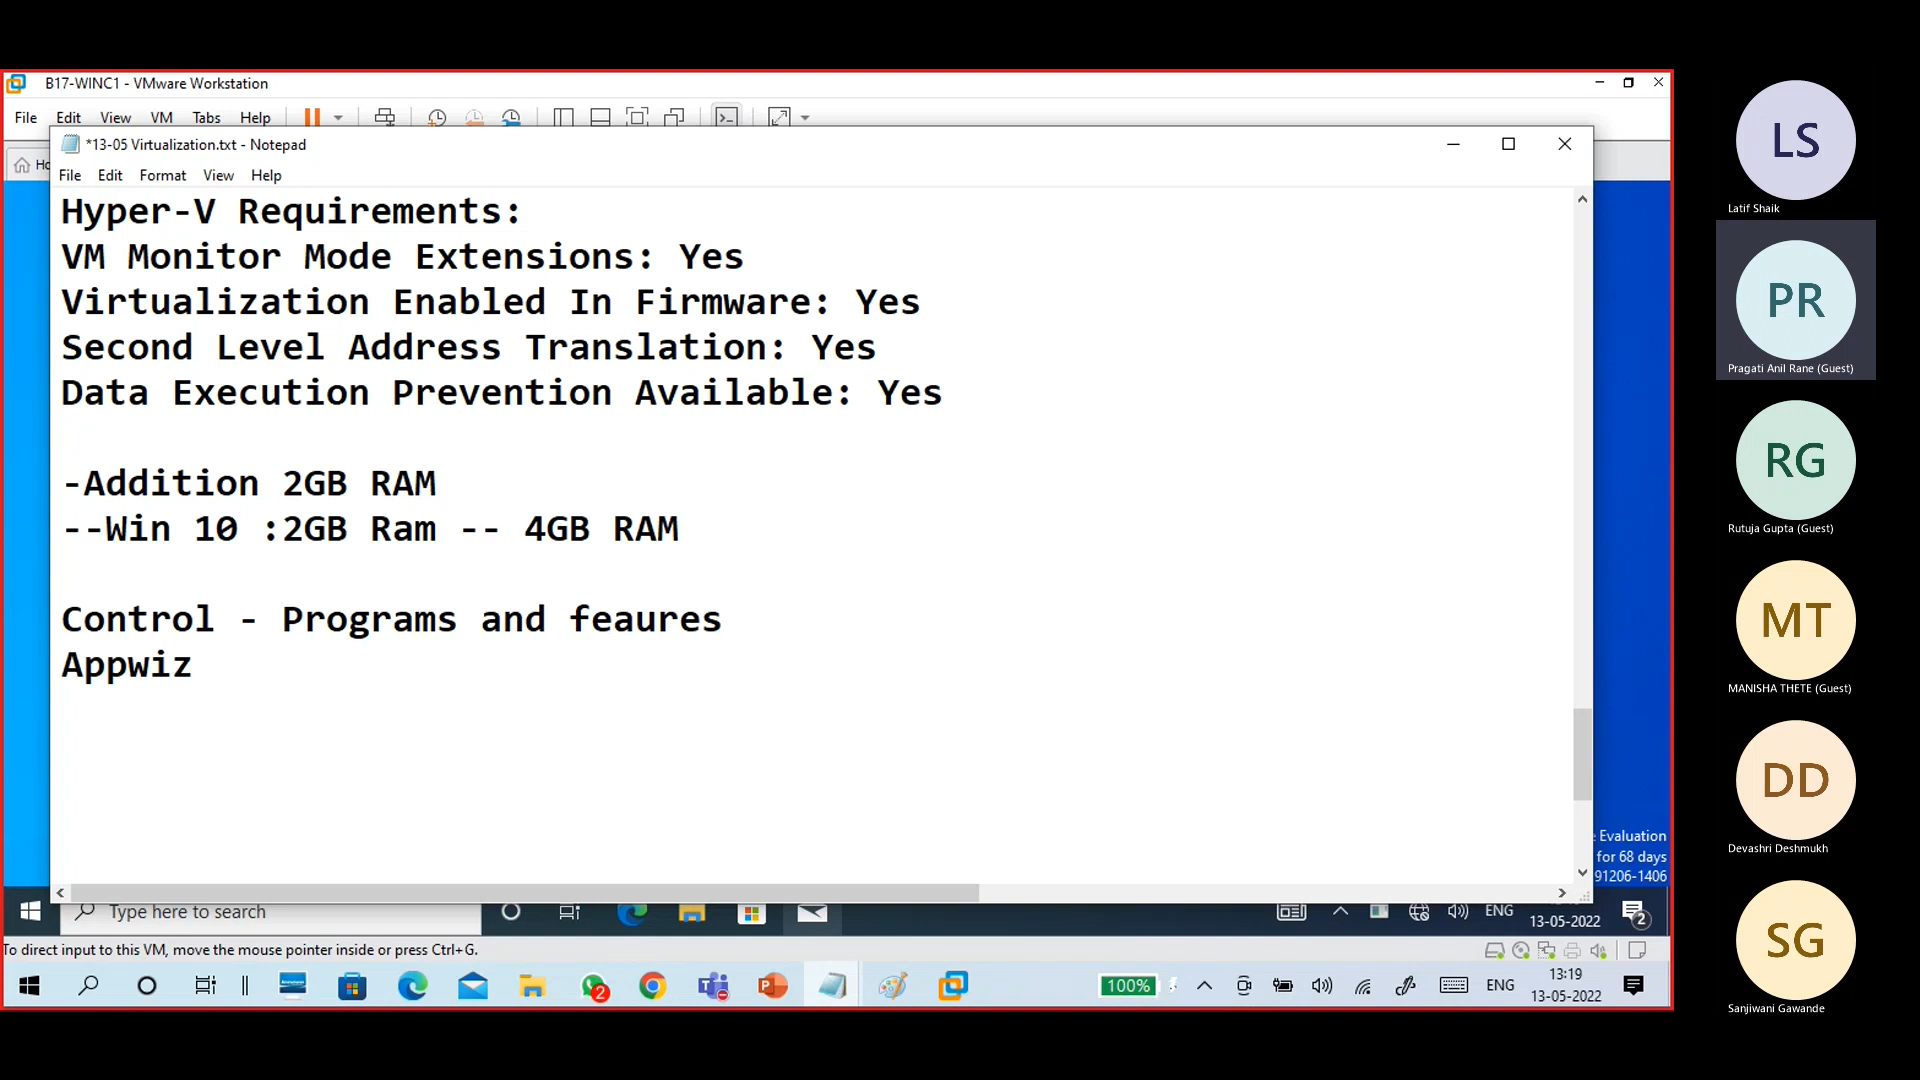 B17-WINC1 - VMware Workstation
File Edit View VM Tabs Help
*13-05 Virtualization.txt - Notepad
File Edit Format View Help
Hyper-V Requirements:
VM Monitor Mode Extensions: Yes
Virtualization Enabled In Firmware: Yes
Second Level Address Translation: Yes
Data Execution Prevention Available: Yes
-Addition 2GB RAM
--Win 10 :2GB Ram -- 4GB RAM
Control - Programs and feaures
Appwiz
Evaluation
for 68 days
91206-1406
Type here to search
ENG
13-05-2022
2
To direct input to this VM, move the mouse pointer inside or press Ctrl+G.
2
100%
ENG
13:19
13-05-2022
LS
Latif Shaik
PR
Pragati Anil Rane (Guest)
RG
Rutuja Gupta (Guest)
MT
MANISHA THETE (Guest)
DD
Devashri Deshmukh
SG
Sanjiwani Gawande